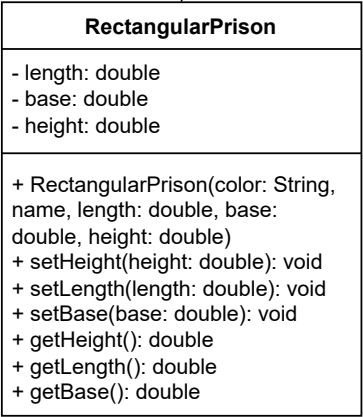 RectangularPrison
- length: double
- base: double
- height: double
+ RectangularPrison(color: String,
name, length: double, base:
double, height: double)
+ setHeight(height: double): void
+ setLength(length: double): void
+ setBase(base: double): void
+ getHeight(): double
+ getLength(): double
+ getBase(): double